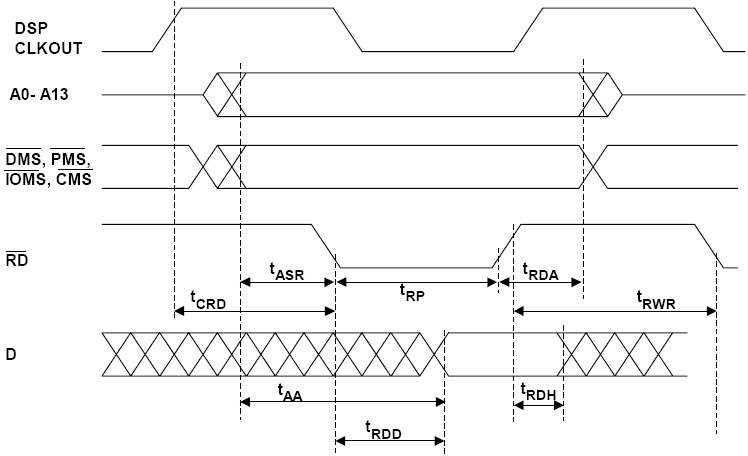 DSP
CLKOUT
A0- A13
DMS, PMS,
IOMS, CMS
RD
tASR
tRP
tRDA
tCRD
tRWR
D
tAA
tRDH
tRDD